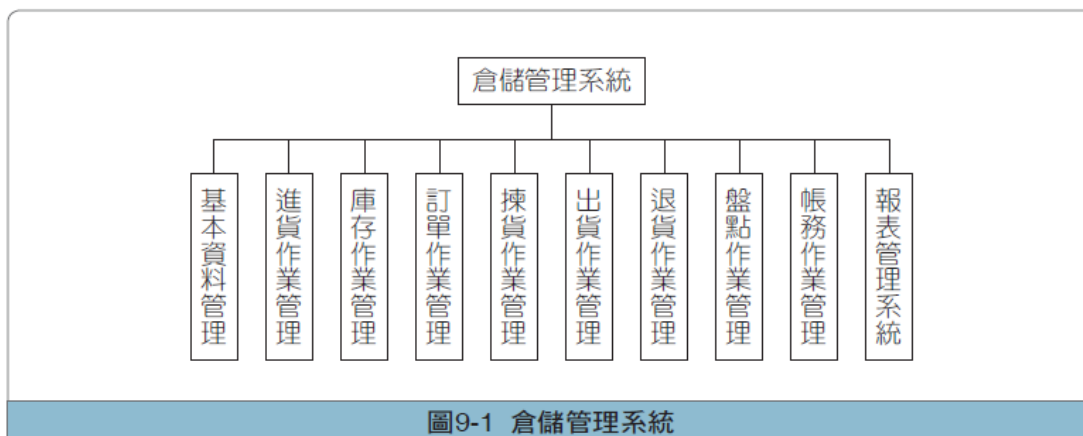 倉儲管理系統
基本資料管理
進貨作業管理
庫存作業管理
訂單作業管理
揀貨作業管理
出貨作業管理
退貨作業管理
盤點作業管理
帳務作業管理
報表管理系統
圖9-1 倉儲管理系統